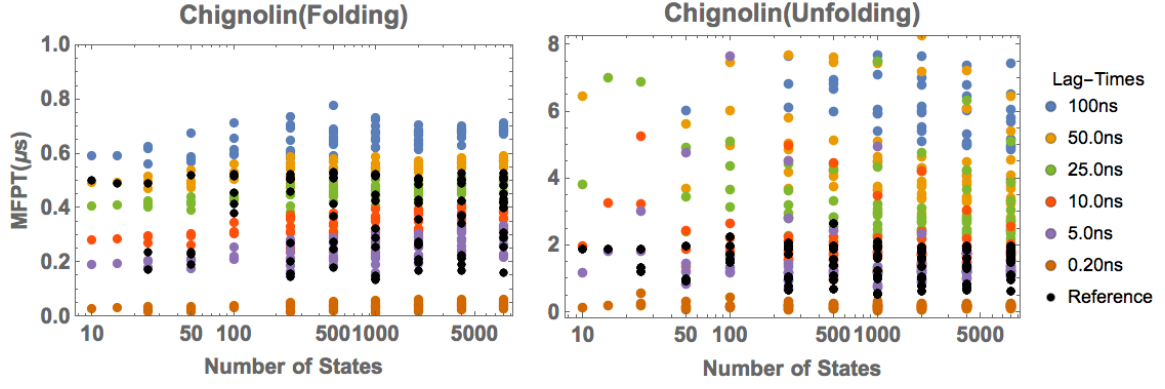 Chignolin(Folding)
MFPT(μs)
1.0
0.8
0.6
0.4
0.2
0.0
10 50 100 500 1000 5000
Number of States
Chignolin(Unfolding)
8
6
4
2
0
10 50 100 500 1000 5000
Number of States
Lag-Times
100ns
50.0ns
25.0ns
10.0ns
5.0ns
0.20ns
Reference